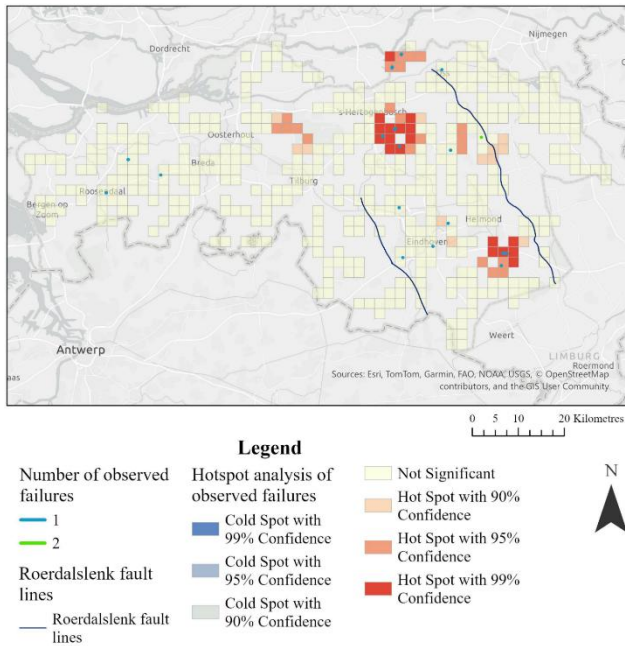 Dordrecht
Nijmegen
's-Hertogenbosch
Oosterhout
Breda
Tilburg
Roosendaal
Bergen op
Zoom
Helmond
Eindhoven
Weert
Antwerp
LIMBURG
Roermond
aas
Sources: Esri, TomTom, Garmin, FAO, NOAA, USGS, © OpenStreetMap
contributors, and the GIS User Community
0 5 10 20 Kilometres
Legend
Number of observed
failures
1
2
Roerdalslenk fault
lines
Roerdalslenk fault
lines
Hotspot analysis of
observed failures
Cold Spot with
99% Confidence
Cold Spot with
95% Confidence
Cold Spot with
90% Confidence
Not Significant
Hot Spot with 90%
Confidence
Hot Spot with 95%
Confidence
Hot Spot with 99%
Confidence
N